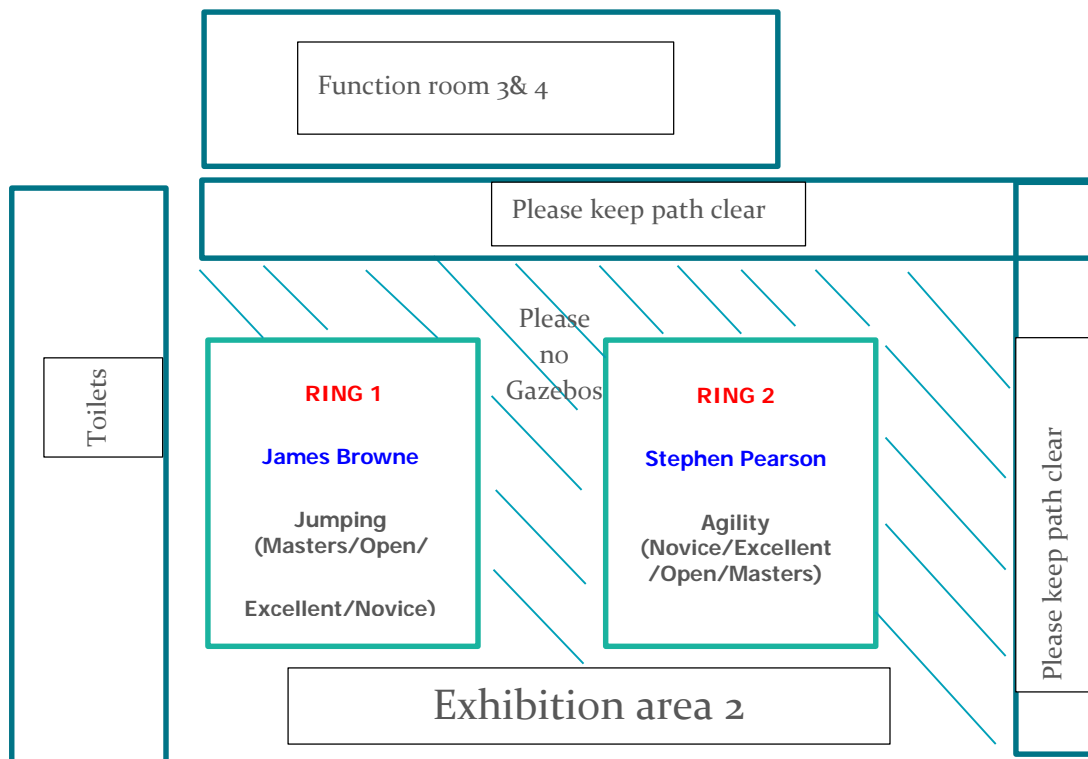 Function room 3& 4
Please keep path clear
Please
no
Gazebos
Toilets
RING 1
James Browne
Jumping
(Masters/Open/
Excellent/Novice)
RING 2
Stephen Pearson
Agility
(Novice/Excellent
/Open/Masters)
Please keep path clear
Exhibition area 2